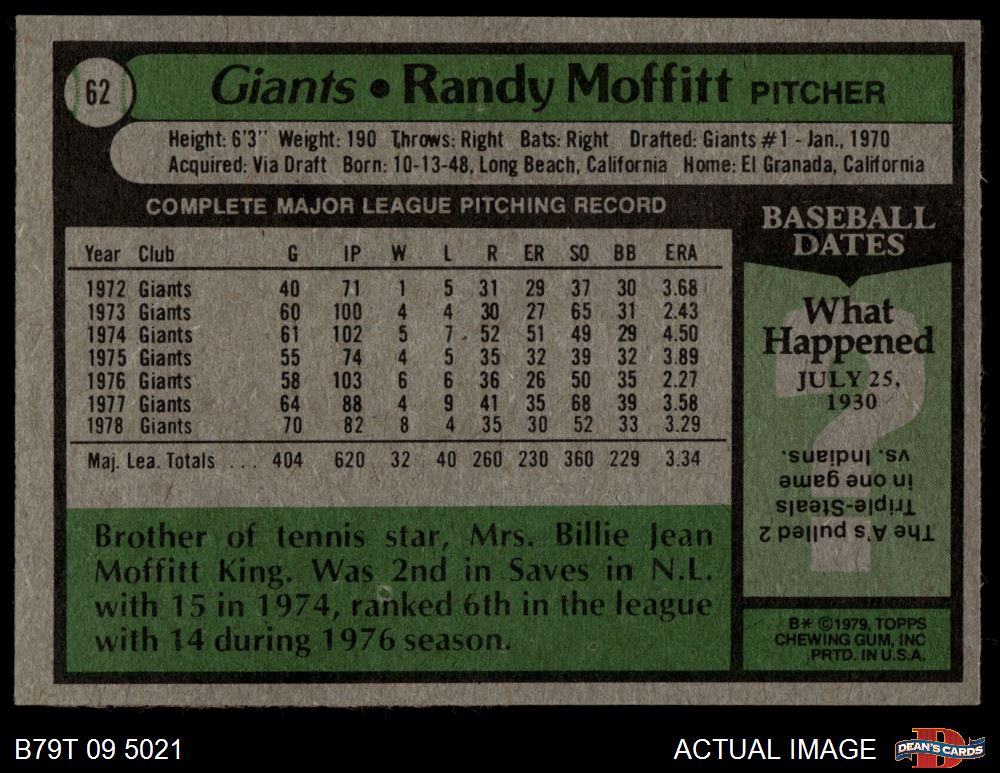 62
Giants • Randy Moffitt PITCHER
Height: 6'3" Weight: 190 Throws: Right Bats: Right Drafted: Giants #1 - Jan., 1970
Acquired: Via Draft Born: 10-13-48, Long Beach, California Home: El Granada, California
COMPLETE MAJOR LEAGUE PITCHING RECORD
Year Club G IP W L R ER SO BB ERA
1972 Giants 40 71 1 5 31 29 37 30 3.68
1973 Giants 60 100 4 4 30 27 65 31 2.43
1974 Giants 61 102 5 7 52 51 49 29 4.50
1975 Giants 55 74 4 5 35 32 39 32 3.89
1976 Giants 58 103 6 6 36 26 50 35 2.27
1977 Giants 64 88 4 9 41 35 68 39 3.58
1978 Giants 70 82 8 4 35 30 52 33 3.29
Maj. Lea. Totals ... 404 620 32 40 260 230 360 229 3.34
Brother of tennis star, Mrs. Billie Jean
Moffitt King. Was 2nd in Saves in N.L.
with 15 in 1974, ranked 6th in the league
with 14 during 1976 season.
BASEBALL
DATES
What
Happened
JULY 25,
1930
The A's pulled 2
Triple-Steals
in one game
vs. Indians.
B* ©1979, TOPPS
CHEWING GUM, INC
PRTD. IN U.S.A.
B79T 09 5021
ACTUAL IMAGE
D
DEAN'S CARDS